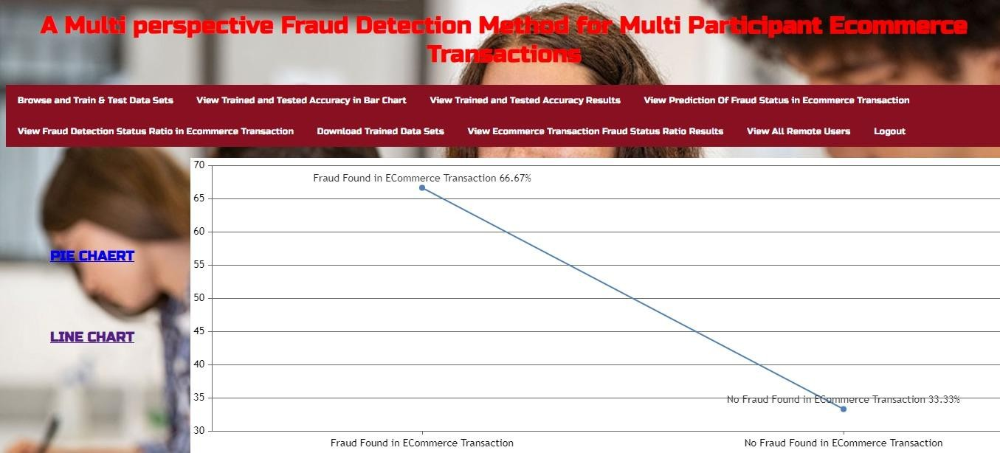 A Multi perspective Fraud Detection Method for Multi Participant Ecommerce
Transactions
Browse and Train & Test Data Sets View Trained and Tested Accuracy in Bar Chart View Trained and Tested Accuracy Results View Prediction Of Fraud Status in Ecommerce Transaction
View Fraud Detection Status Ratio in Ecommerce Transaction Download Trained Data Sets View Ecommerce Transaction Fraud Status Ratio Results View All Remote Users Logout
PIE CHAERT
LINE CHART
70
Fraud Found in ECommerce Transaction 66.67%
65
60
55
50
45
40
35
No Fraud Found in ECommerce Transaction 33.33%
30
Fraud Found in ECommerce Transaction No Fraud Found in ECommerce Transaction